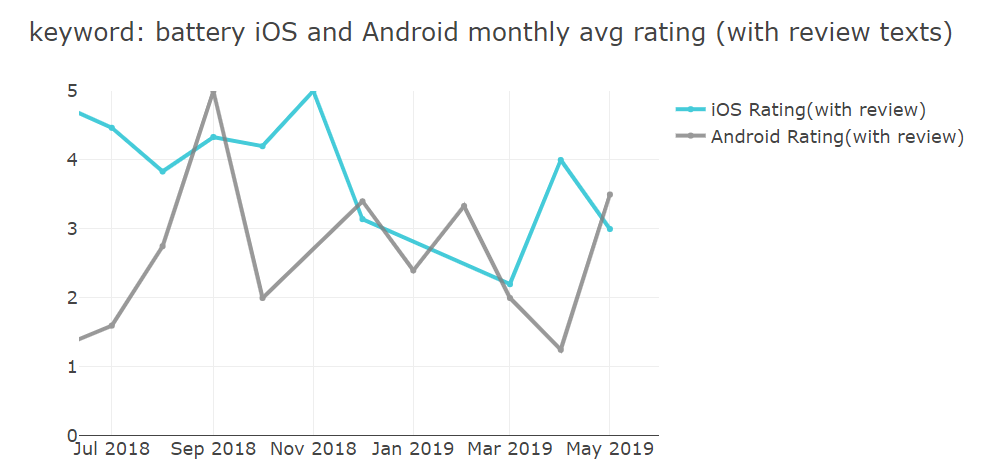 keyword: battery iOS and Android monthly avg rating (with review texts)
5
4
3
2
1
0
Jul 2018 Sep 2018 Nov 2018 Jan 2019 Mar 2019 May 2019
iOS Rating(with review)
Android Rating(with review)